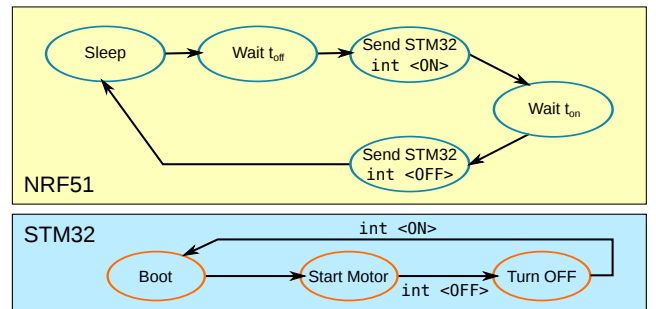 Sleep
Wait toff
Send STM32
int <ON>
Wait ton
Send STM32
int <OFF>
NRF51
STM32
int <ON>
Boot
Start Motor
int <OFF>
Turn OFF